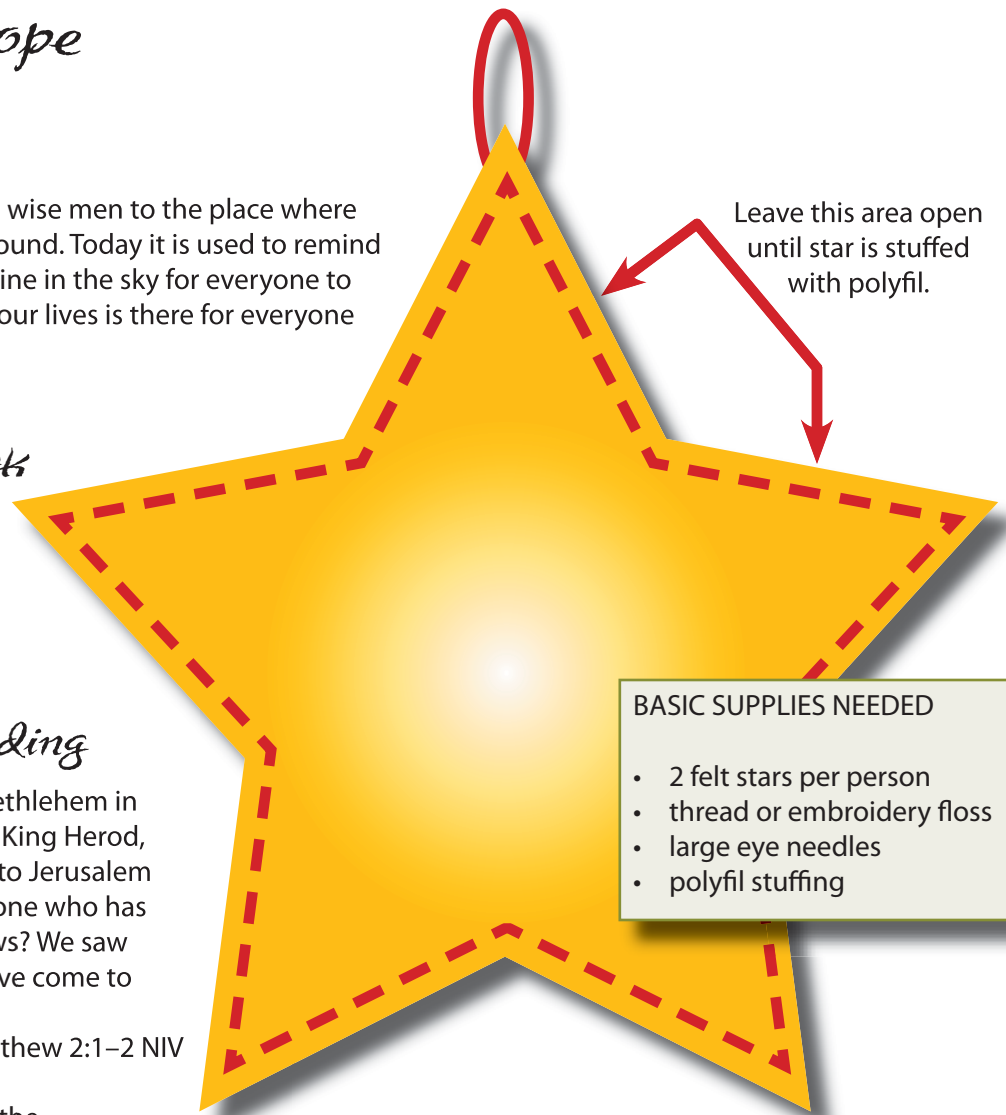 ope
wise men to the place where
ound. Today it is used to remind
ine in the sky for everyone to
our lives is there for everyone
Leave this area open
until star is stuffed
with polyfil.
k
ding
ethlehem in
King Herod,
to Jerusalem
one who has
ws? We saw
ve come to
thew 2:1–2 NIV
BASIC SUPPLIES NEEDED
• 2 felt stars per person
• thread or embroidery floss
• large eye needles
• polyfil stuffing